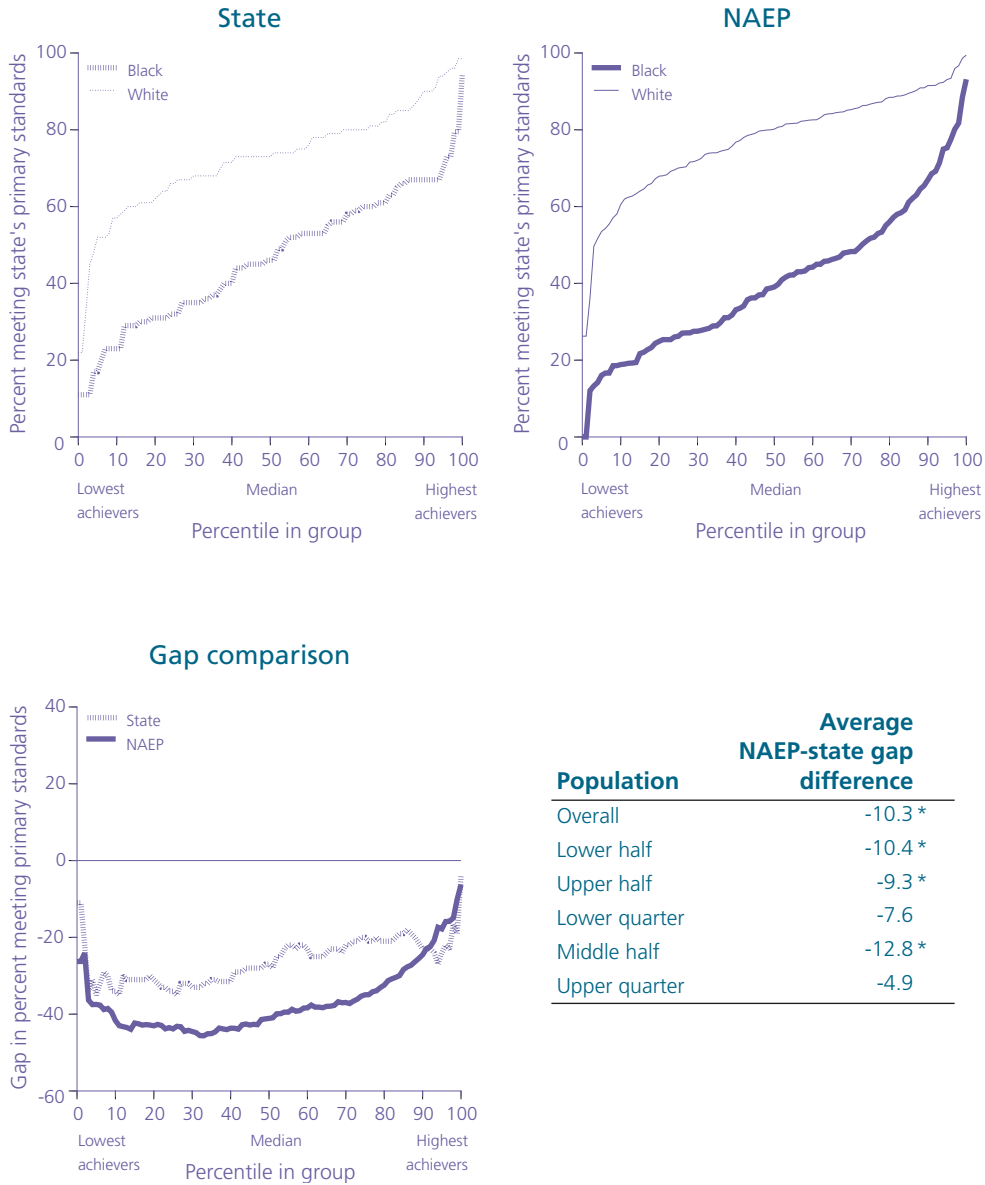 State
Percent meeting state's primary standards
100
80
60
40
20
0
Black
White
0 10 20 30 40 50 60 70 80 90 100
Lowest achievers
Median
Highest achievers
Percentile in group
NAEP
Percent meeting state's primary standards
100
80
60
40
20
0
Black
White
0 10 20 30 40 50 60 70 80 90 100
Lowest achievers
Median
Highest achievers
Percentile in group
Gap comparison
Gap in percent meeting primary standards
40
20
0
-20
-40
-60
State
NAEP
0 10 20 30 40 50 60 70 80 90 100
Lowest achievers
Median
Highest achievers
Percentile in group
Average
NAEP-state gap
Population difference
Overall -10.3 *
Lower half -10.4 *
Upper half -9.3 *
Lower quarter -7.6
Middle half -12.8 *
Upper quarter -4.9